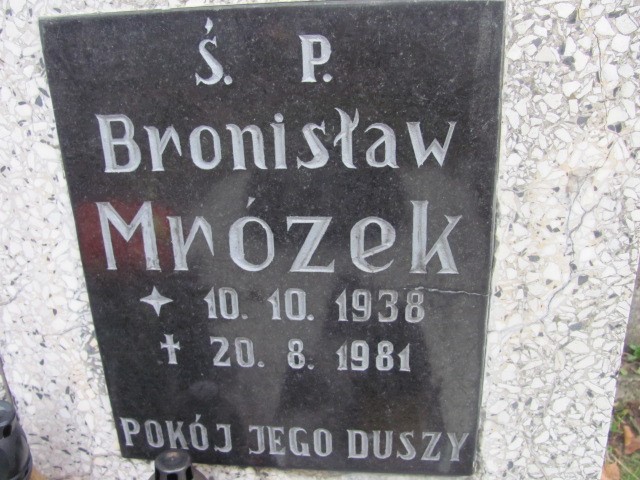 Ś. P.
Bronisław
Mrózek
10. 10. 1938
20. 8. 1981
POKÓJ JEGO DUSZY